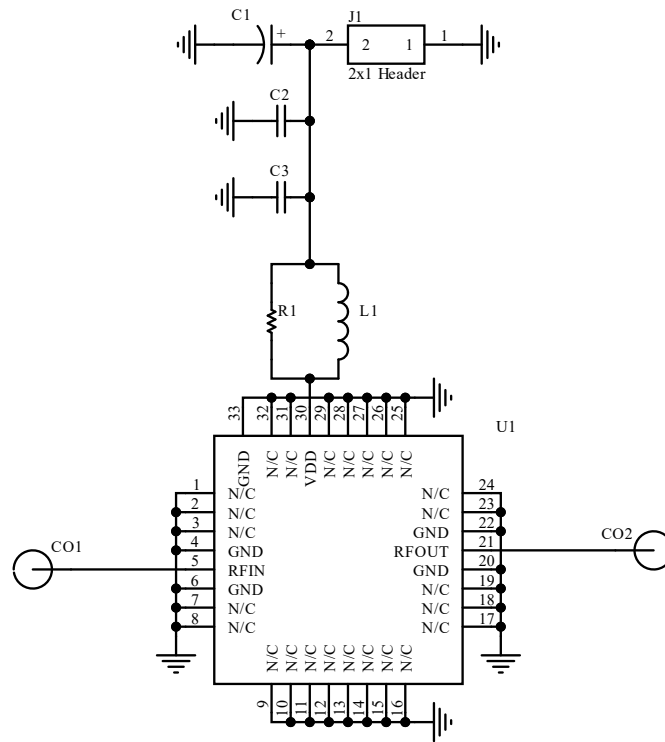 C1
+
2
J1
2 1
1
2x1 Header
C2
C3
R1
L1
33
32
31
30
29
28
27
26
25
U1
GND
N/C
N/C
VDD
N/C
N/C
N/C
N/C
N/C
1 N/C
2 N/C
3 N/C
4 GND
5 RFIN
6 GND
7 N/C
8 N/C
N/C 24
N/C 23
GND 22
RFOUT 21
GND 20
N/C 19
N/C 18
N/C 17
CO1
CO2
N/C
N/C
N/C
N/C
N/C
N/C
N/C
N/C
9
10
11
12
13
14
15
16